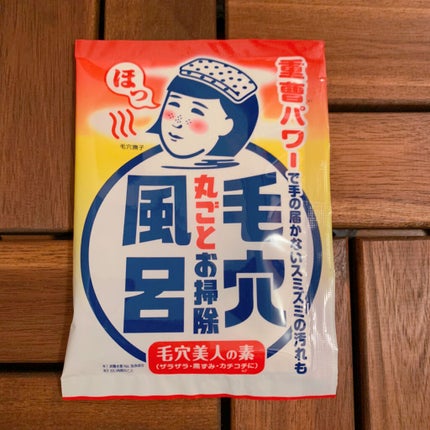 重曹パワーで手の届かないスミズミの汚れも
ほっ
毛穴撫子
毛穴
丸ごとお掃除
風呂
毛穴美人の素
(ザラザラ・黒ずみ・カチコチに)